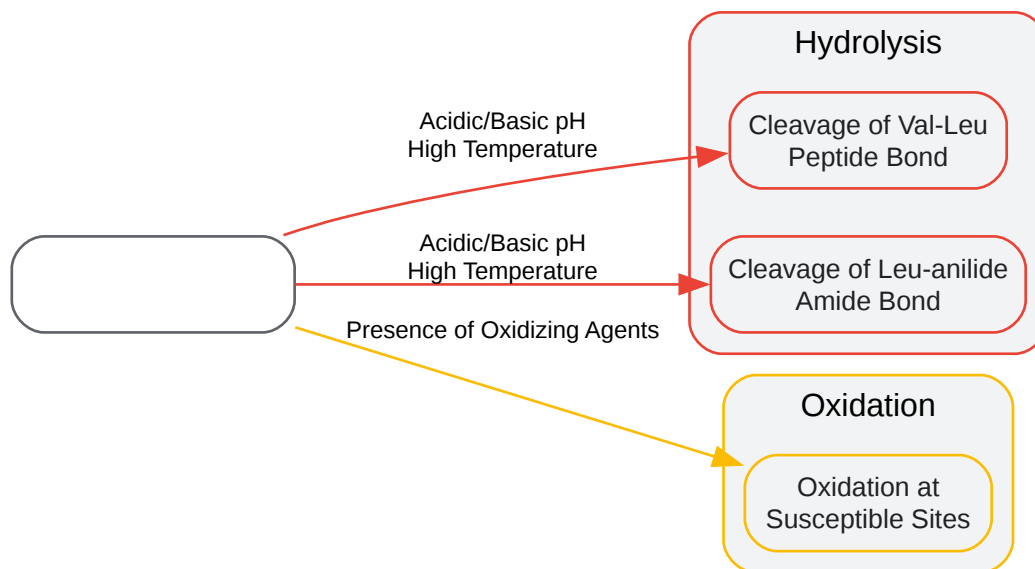 Hydrolysis
Acidic/Basic pH
High Temperature
Cleavage of Val-Leu
Peptide Bond
Acidic/Basic pH
High Temperature
Cleavage of Leu-anilide
Amide Bond
Presence of Oxidizing Agents
Oxidation
Oxidation at
Susceptible Sites